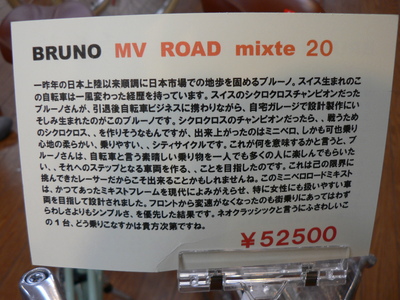 BRUNO MV ROAD mixte 20
一昨年の日本上陸以来順調に日本市場での地歩を固めるブルーノ。スイス生まれのこ
の自転車は一風変わった経歴を持っています。スイスのシクロクロスチャンピオンだった
ブルーノさんが、引退後自転車ビジネスに携わりながら、自宅ガレージで設計製作にい
そしみ生まれたのがこのブルーノです。シクロクロスのチャンピオンだったら、、戦うため
のシクロクロス、、を作りそうなもんですが、出来上がったのはミニベロ、しかも可也乗り
心地の柔らかい、乗りやすい、、シティサイクルです。これが何を意味するかと言うと、ブ
ルーノさんは、自転車と言う素晴しい乗り物を一人でも多くの人に楽しんでもらいた
い、、それへのステップとなる車両を作る、、ことを目指したのです。これは己の限界に
挑んできたレーサーだからこそ出来ることかもしれませんね。このミニベロロードミキスト
は、かつてあったミキストフレームを現代によみがえらせ、特に女性にも扱いやすい車
両を目指して設計されました。フロントから変速がなくなったのも街乗りにあってはわず
らわしさよりもシンプルさ、を優先した結果です。ネオクラッシックと言うにふさわしいこ
の１台、どう乗りこなすかは貴方次第ですね。
￥52500